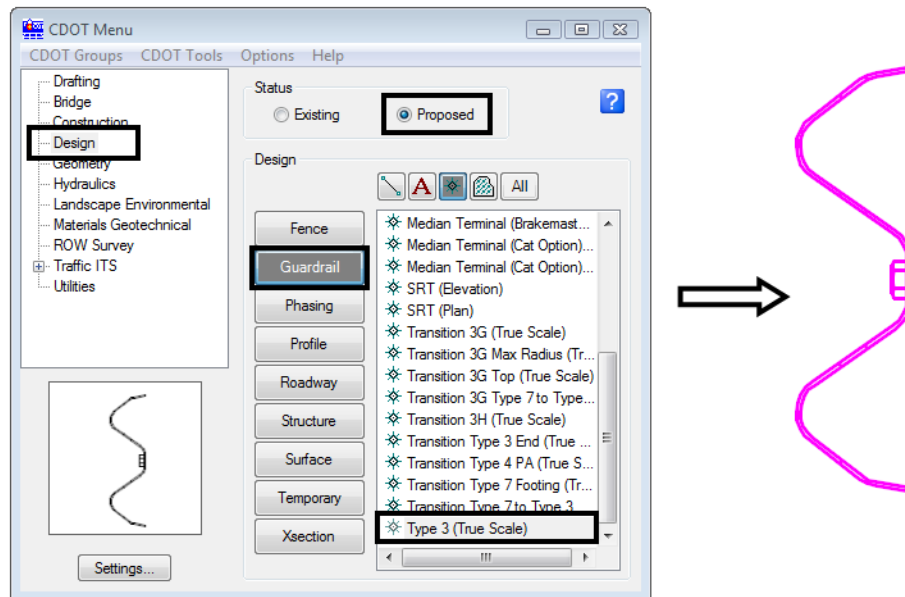 CDOT Menu
CDOT Groups CDOT Tools Options Help
Drafting
Bridge
Construction
Design
Geometry
Hydraulics
Landscape Environmental
Materials Geotechnical
ROW Survey
Traffic ITS
Utilities
Status
Existing
Proposed
?
Design
A
All
Fence
Guardrail
Phasing
Profile
Roadway
Structure
Surface
Temporary
Xsection
Median Terminal (Brakemast...
Median Terminal (Cat Option)...
Median Terminal (Cat Option)...
SRT (Elevation)
SRT (Plan)
Transition 3G (True Scale)
Transition 3G Max Radius (Tr...
Transition 3G Top (True Scale)
Transition 3G Type 7 to Type...
Transition 3H (True Scale)
Transition Type 3 End (True ...
Transition Type 4 PA (True S...
Transition Type 7 Footing (Tr...
Transition Type 7 to Type 3
Type 3 (True Scale)
Settings...